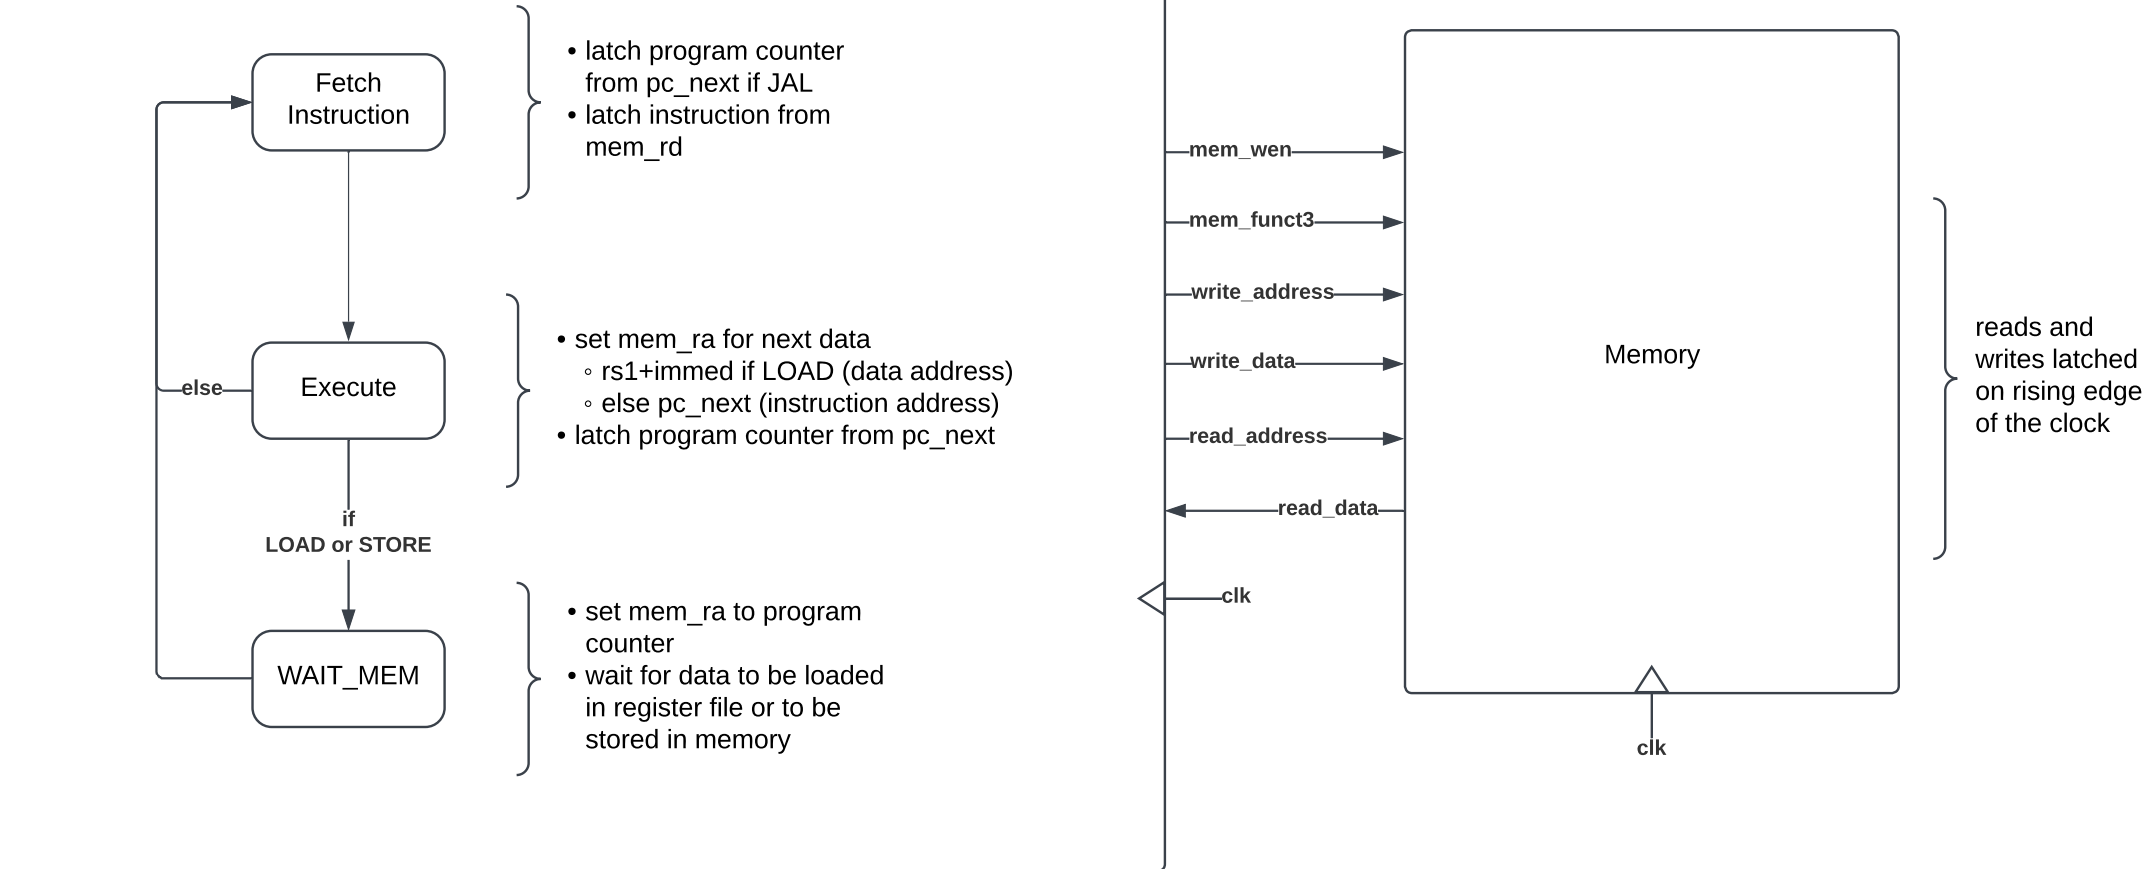 Fetch
Instruction
• latch program counter
from pc_next if JAL
• latch instruction from
mem_rd
else
Execute
• set mem_ra for next data
◦ rs1+immed if LOAD (data address)
◦ else pc_next (instruction address)
• latch program counter from pc_next
if
LOAD or STORE
WAIT_MEM
• set mem_ra to program
counter
• wait for data to be loaded
in register file or to be
stored in memory
mem_wen
mem_funct3
write_address
write_data
read_address
read_data
clk
Memory
clk
reads and
writes latched
on rising edge
of the clock